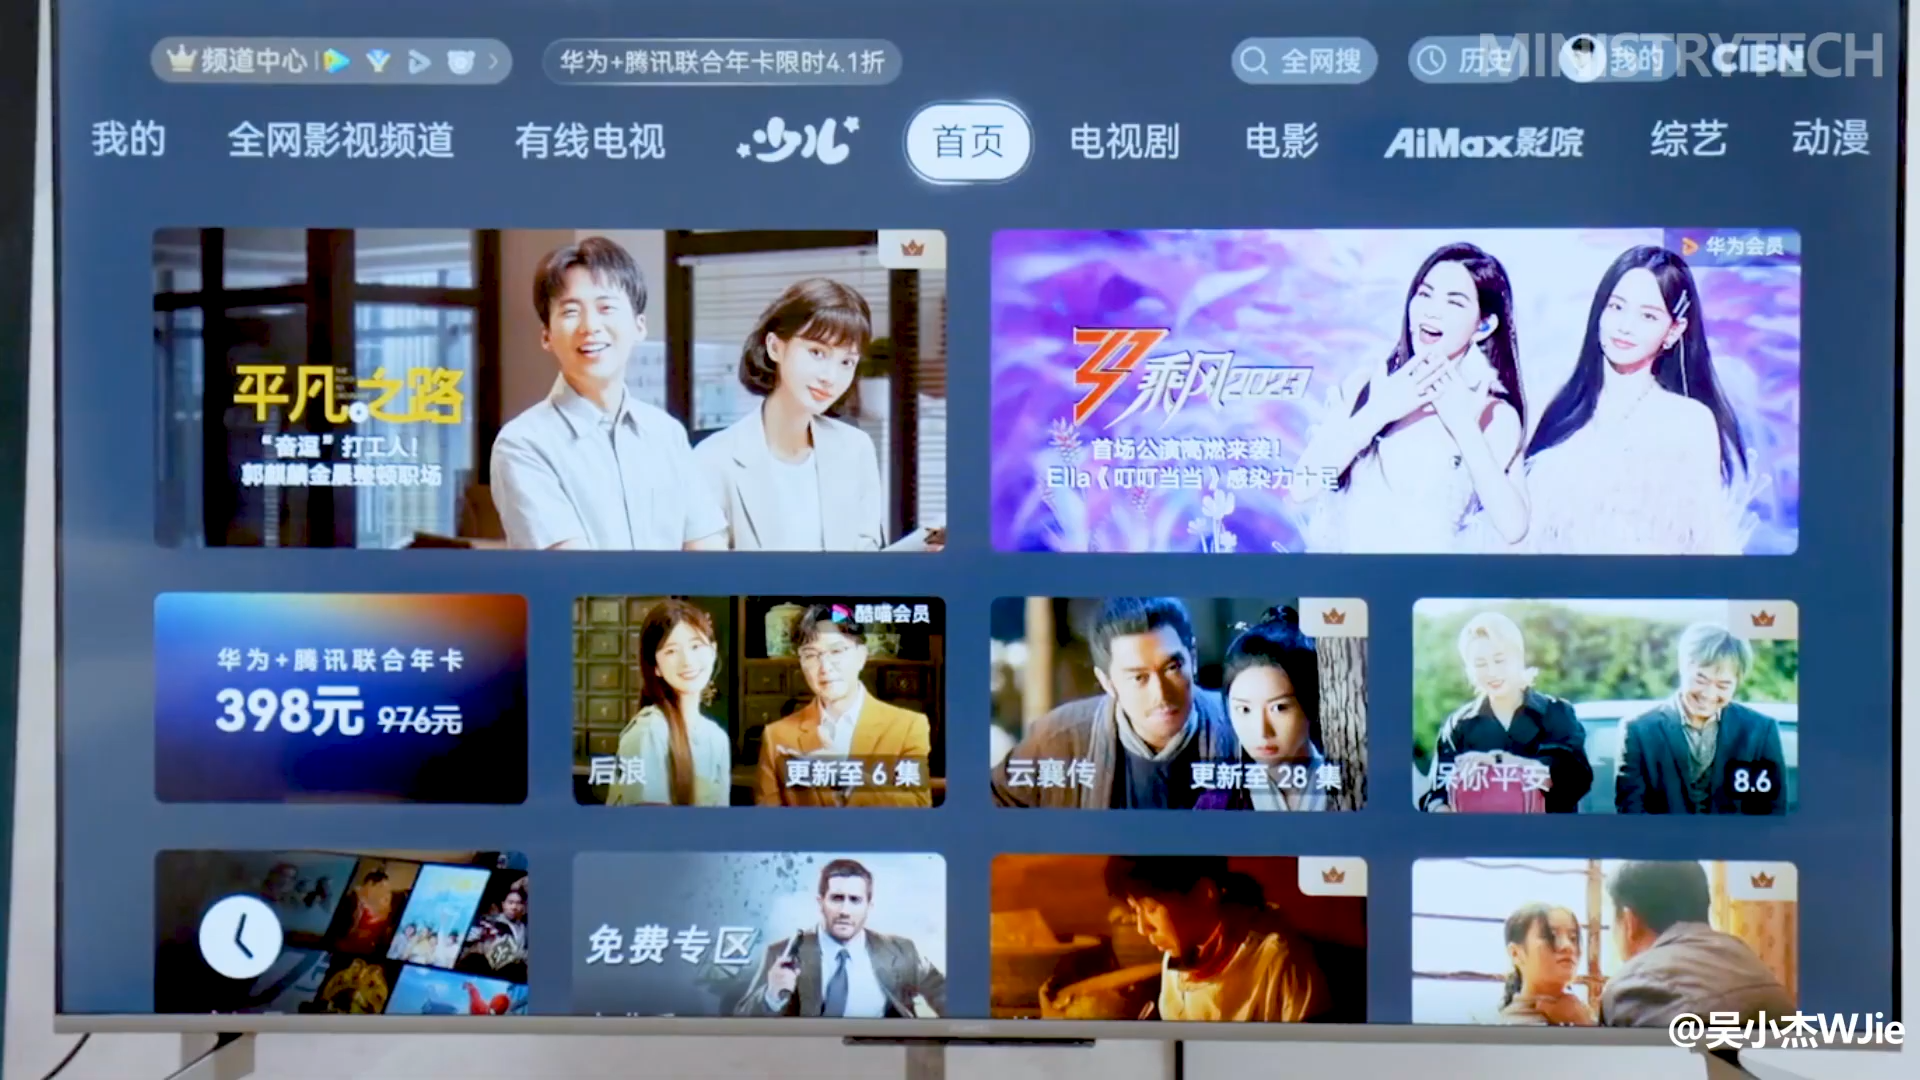 频道中心
华为+腾讯联合年卡限时4.1折
全网搜
历史
我的
CIBN
MINISTRYTECH
我的
全网影视频道
有线电视
少儿
首页
电视剧
电影
AiMax影院
综艺
动漫
平凡之路
“奋逗”打工人!
郭麒麟金晨整顿职场
华为会员
乘风2023
首场公演高燃来袭!
Ella《叮叮当当》感染力十足
华为+腾讯联合年卡
398元 976元
酷喵会员
后浪
更新至 6 集
云襄传
更新至 28 集
保你平安
8.6
免费专区
@吴小杰WJie